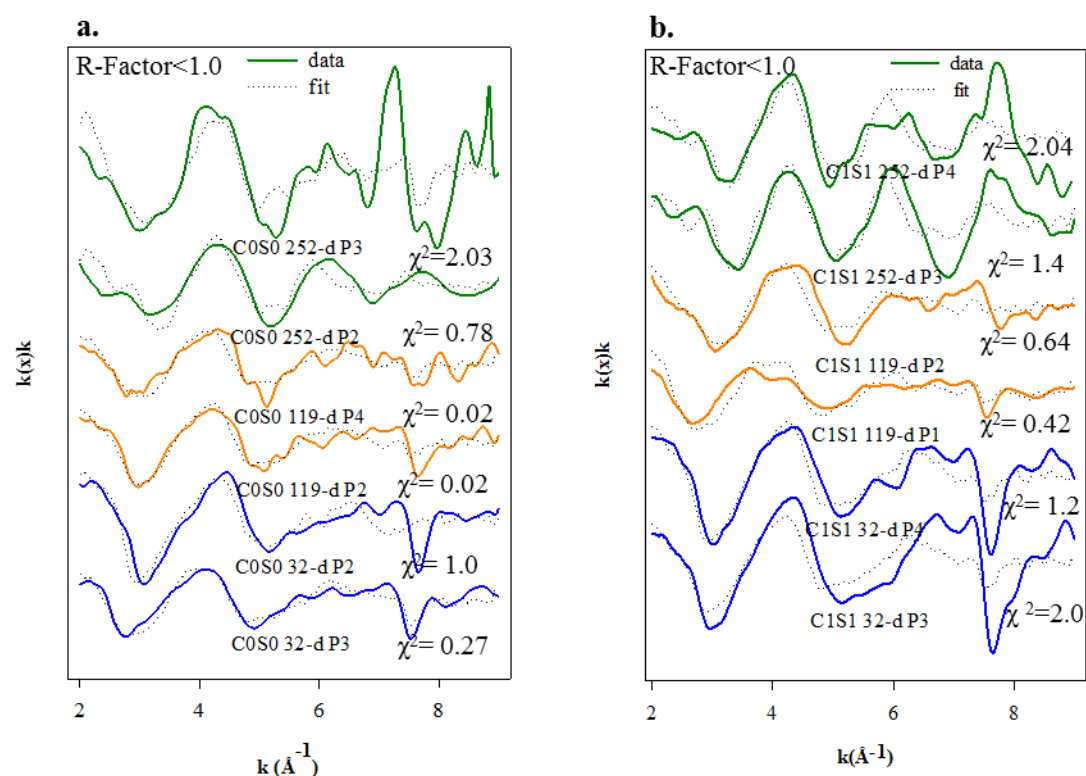 a.
R-Factor<1.0
data
fit
C0S0 252-d P3
χ²=2.03
C0S0 252-d P2
χ²= 0.78
C0S0 119-d P4
χ²= 0.02
C0S0 119-d P2
χ²= 0.02
C0S0 32-d P2
χ²= 1.0
C0S0 32-d P3
χ²= 0.27
k(x)k
2 4 6 8
k (Å⁻¹)
b.
R-Factor<1.0
data
fit
χ²= 2.04
C1S1 252-d P4
χ²= 1.4
C1S1 252-d P3
χ²= 0.64
C1S1 119-d P2
χ²= 0.42
C1S1 119-d P1
χ²= 1.2
C1S1 32-d P4
χ²=2.0
C1S1 32-d P3
k(x)k
2 4 6 8
k(Å⁻¹)